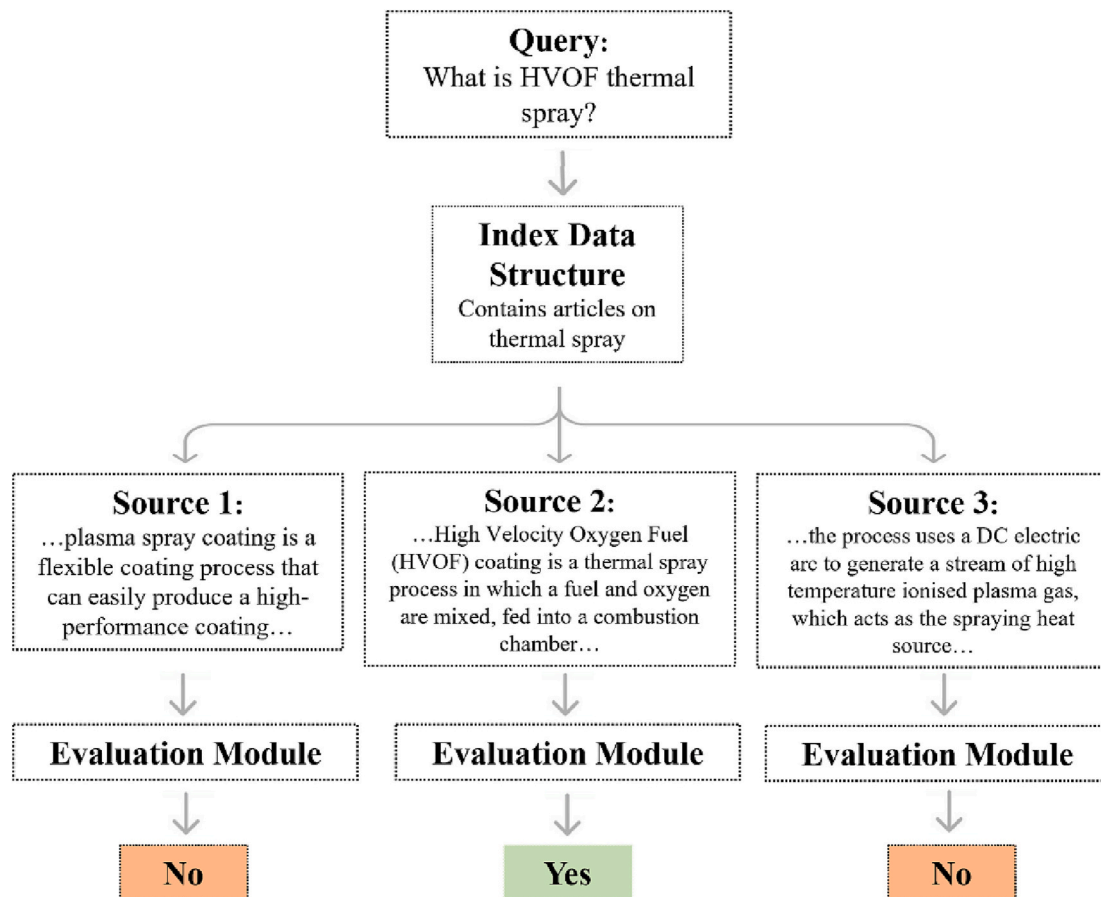 Query:
What is HVOF thermal
spray?
Index Data
Structure
Contains articles on
thermal spray
Source 1:
…plasma spray coating is a
flexible coating process that
can easily produce a high-
performance coating…
Source 2:
…High Velocity Oxygen Fuel
(HVOF) coating is a thermal spray
process in which a fuel and oxygen
are mixed, fed into a combustion
chamber…
Source 3:
…the process uses a DC electric
arc to generate a stream of high
temperature ionised plasma gas,
which acts as the spraying heat
source…
Evaluation Module
Evaluation Module
Evaluation Module
No
Yes
No